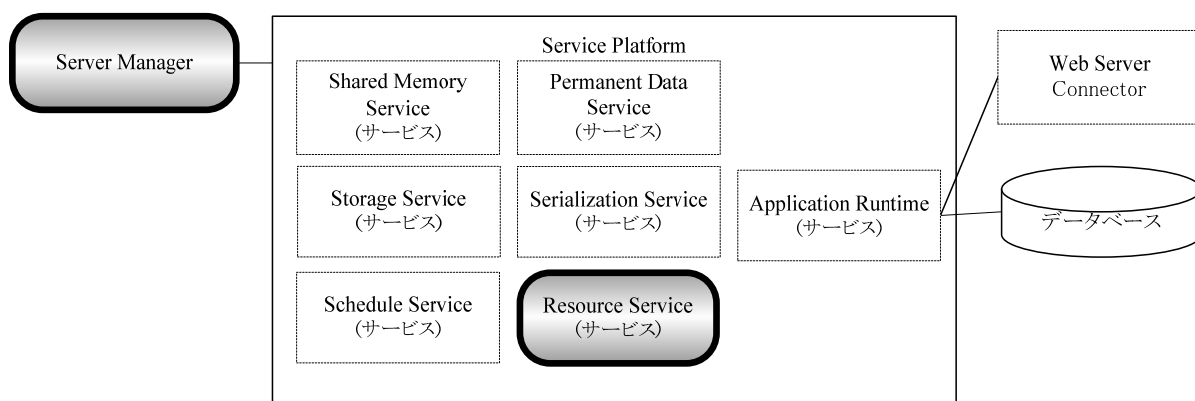 Server Manager
Service Platform
Shared Memory
Service
(サービス)
Permanent Data
Service
(サービス)
Storage Service
(サービス)
Serialization Service
(サービス)
Application Runtime
(サービス)
Schedule Service
(サービス)
Resource Service
(サービス)
Web Server
Connector
データベース